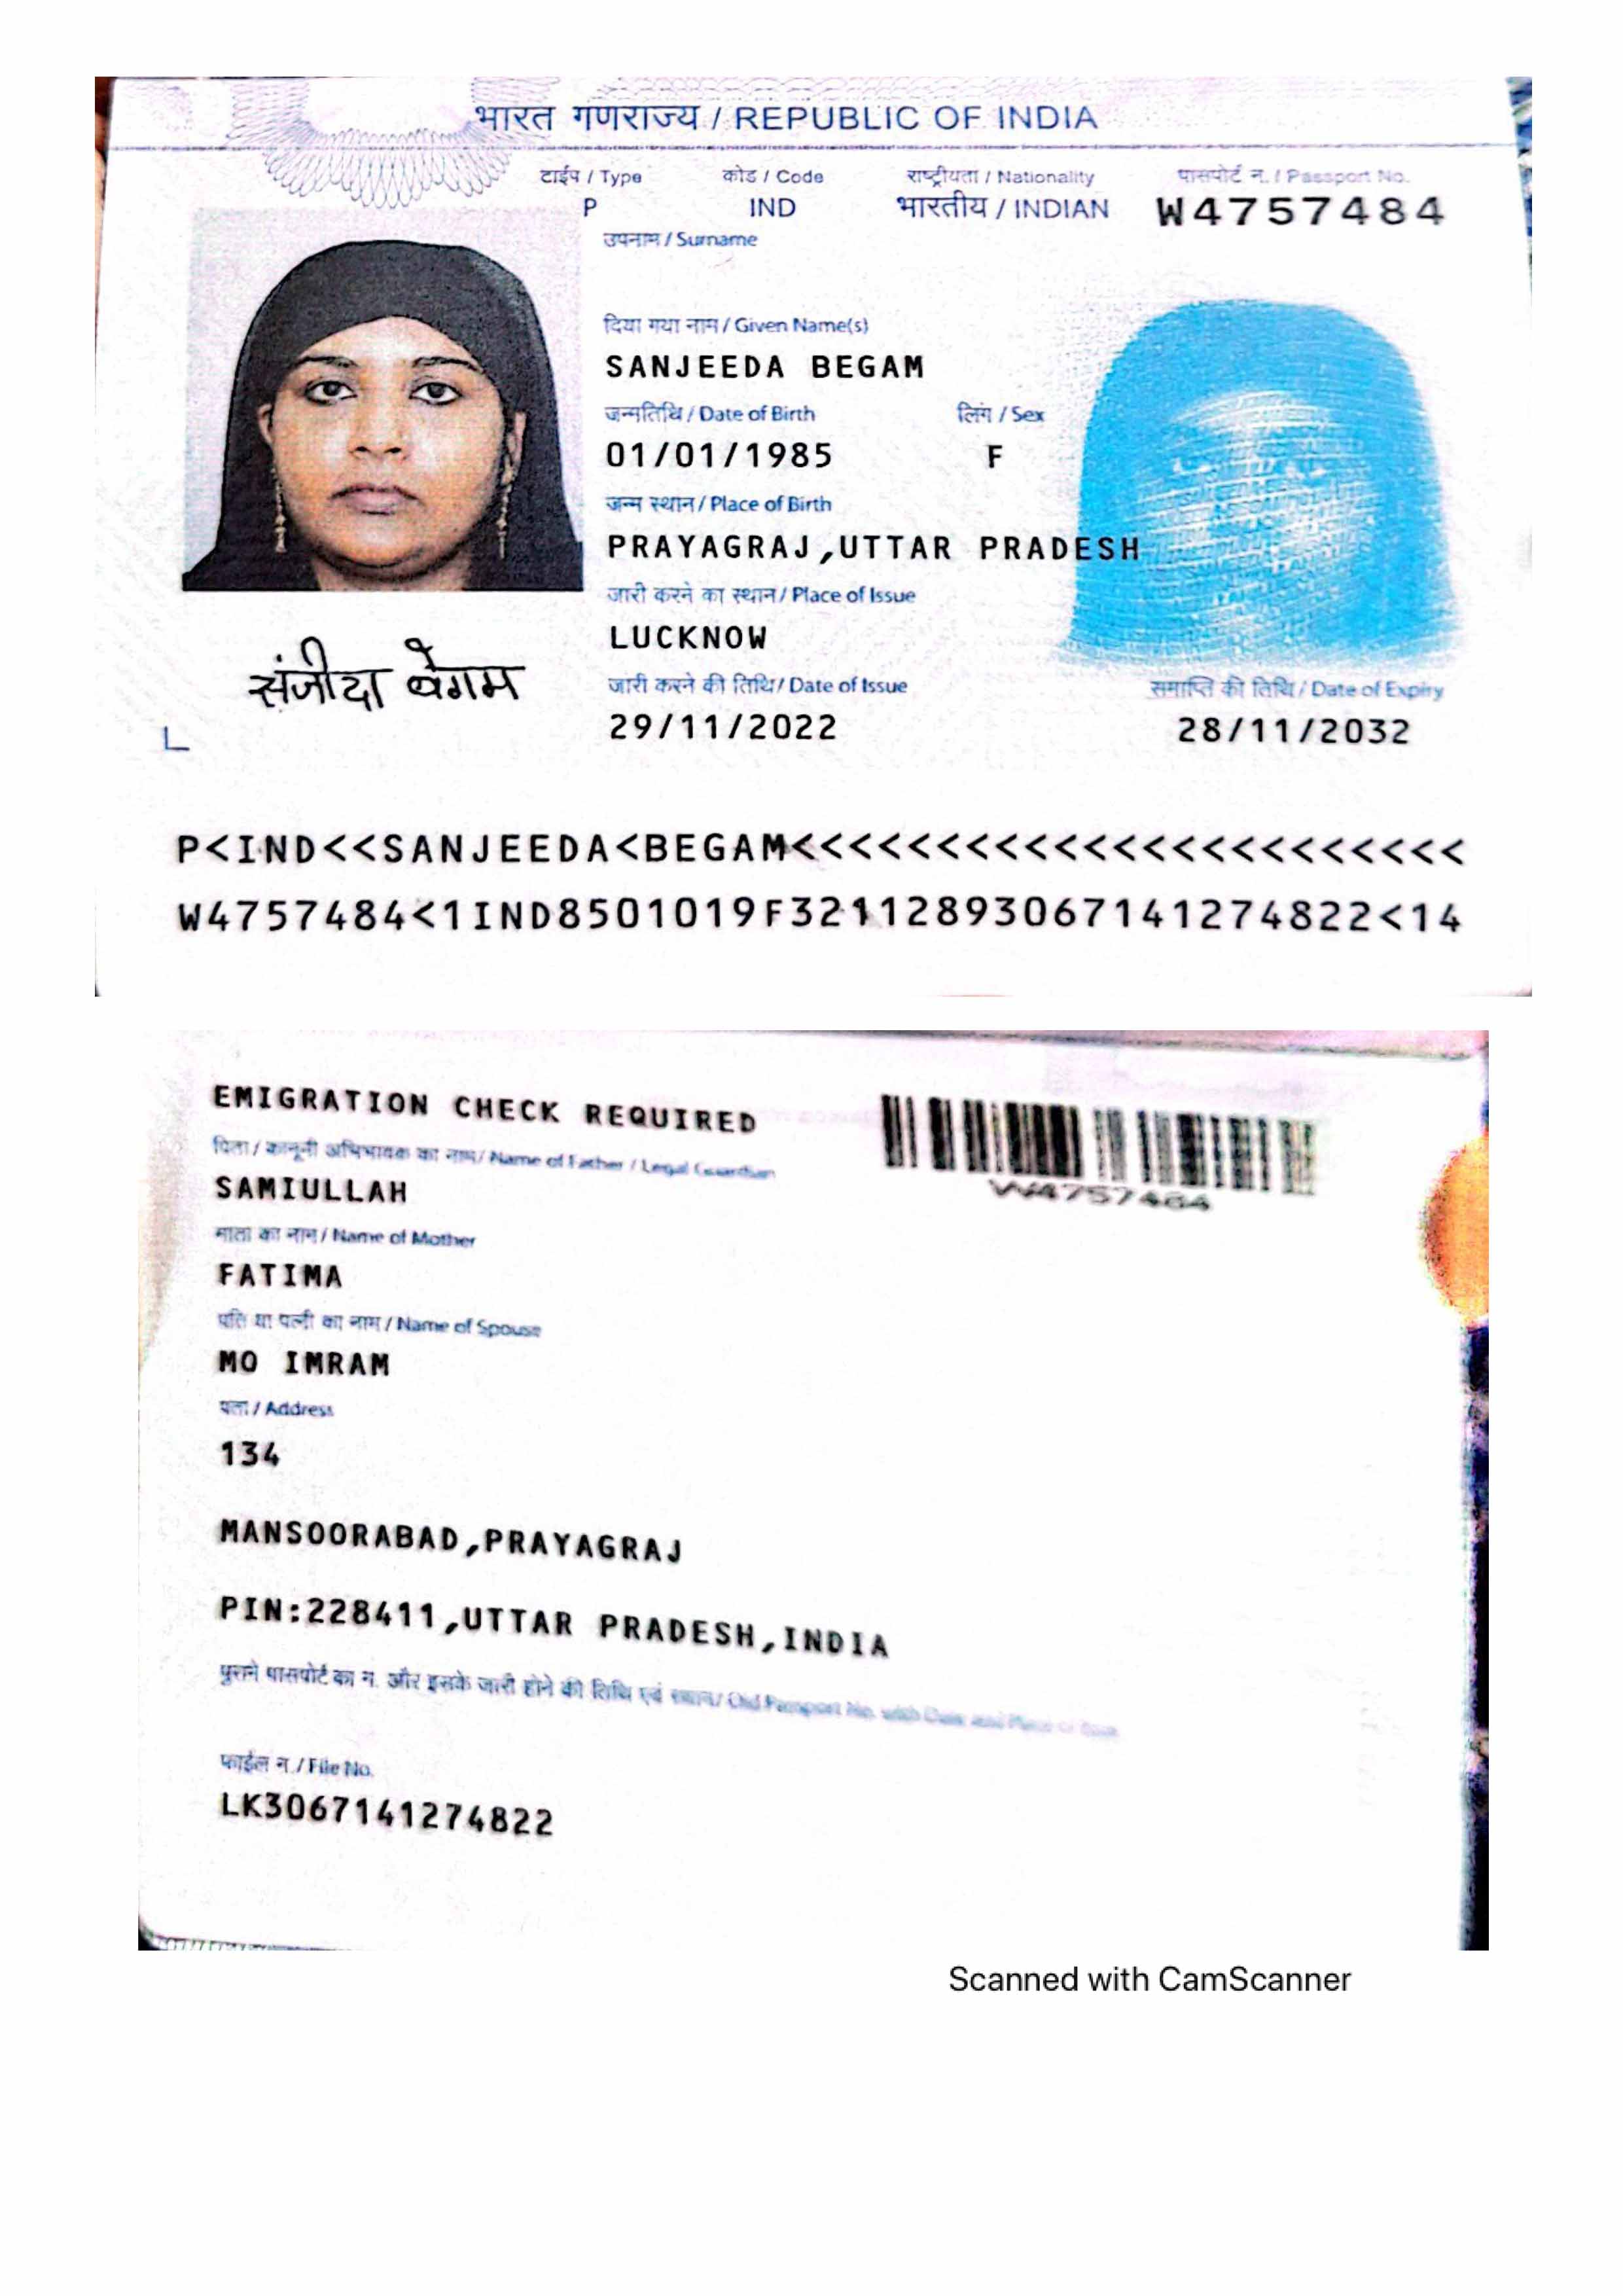 भारत गणराज्य / REPUBLIC OF INDIA
टाईप / Type कोड / Code राष्ट्रीयता / Nationality पासपोर्ट न. / Passport No.
P IND भारतीय / INDIAN W4757484
उपनाम / Surname
दिया गया नाम / Given Name(s)
SANJEEDA BEGAM
जन्मतिथि / Date of Birth लिंग / Sex
01/01/1985 F
जन्म स्थान / Place of Birth
PRAYAGRAJ,UTTAR PRADESH
जारी करने का स्थान / Place of Issue
LUCKNOW
संजीदा बेगम
जारी करने की तिथि / Date of Issue समाप्ति की तिथि / Date of Expiry
29/11/2022 28/11/2032
P<IND<<SANJEEDA<BEGAM<<<<<<<<<<<<<<<<<<<<<<<
W4757484<1IND8501019F32112893067141274822<14
EMIGRATION CHECK REQUIRED
पिता / कानूनी अभिभावक का नाम / Name of Father / Legal Guardian
W4757484
SAMIULLAH
माता का नाम / Name of Mother
FATIMA
पति या पत्नी का नाम / Name of Spouse
MO IMRAM
पता / Address
134
MANSOORABAD,PRAYAGRAJ
PIN:228411,UTTAR PRADESH,INDIA
पुराने पासपोर्ट का न. और इसके जारी होने की तिथि एवं स्थान / Old Passport No. with Date and Place of Issue
फाईल न. / File No.
LK3067141274822
Scanned with CamScanner